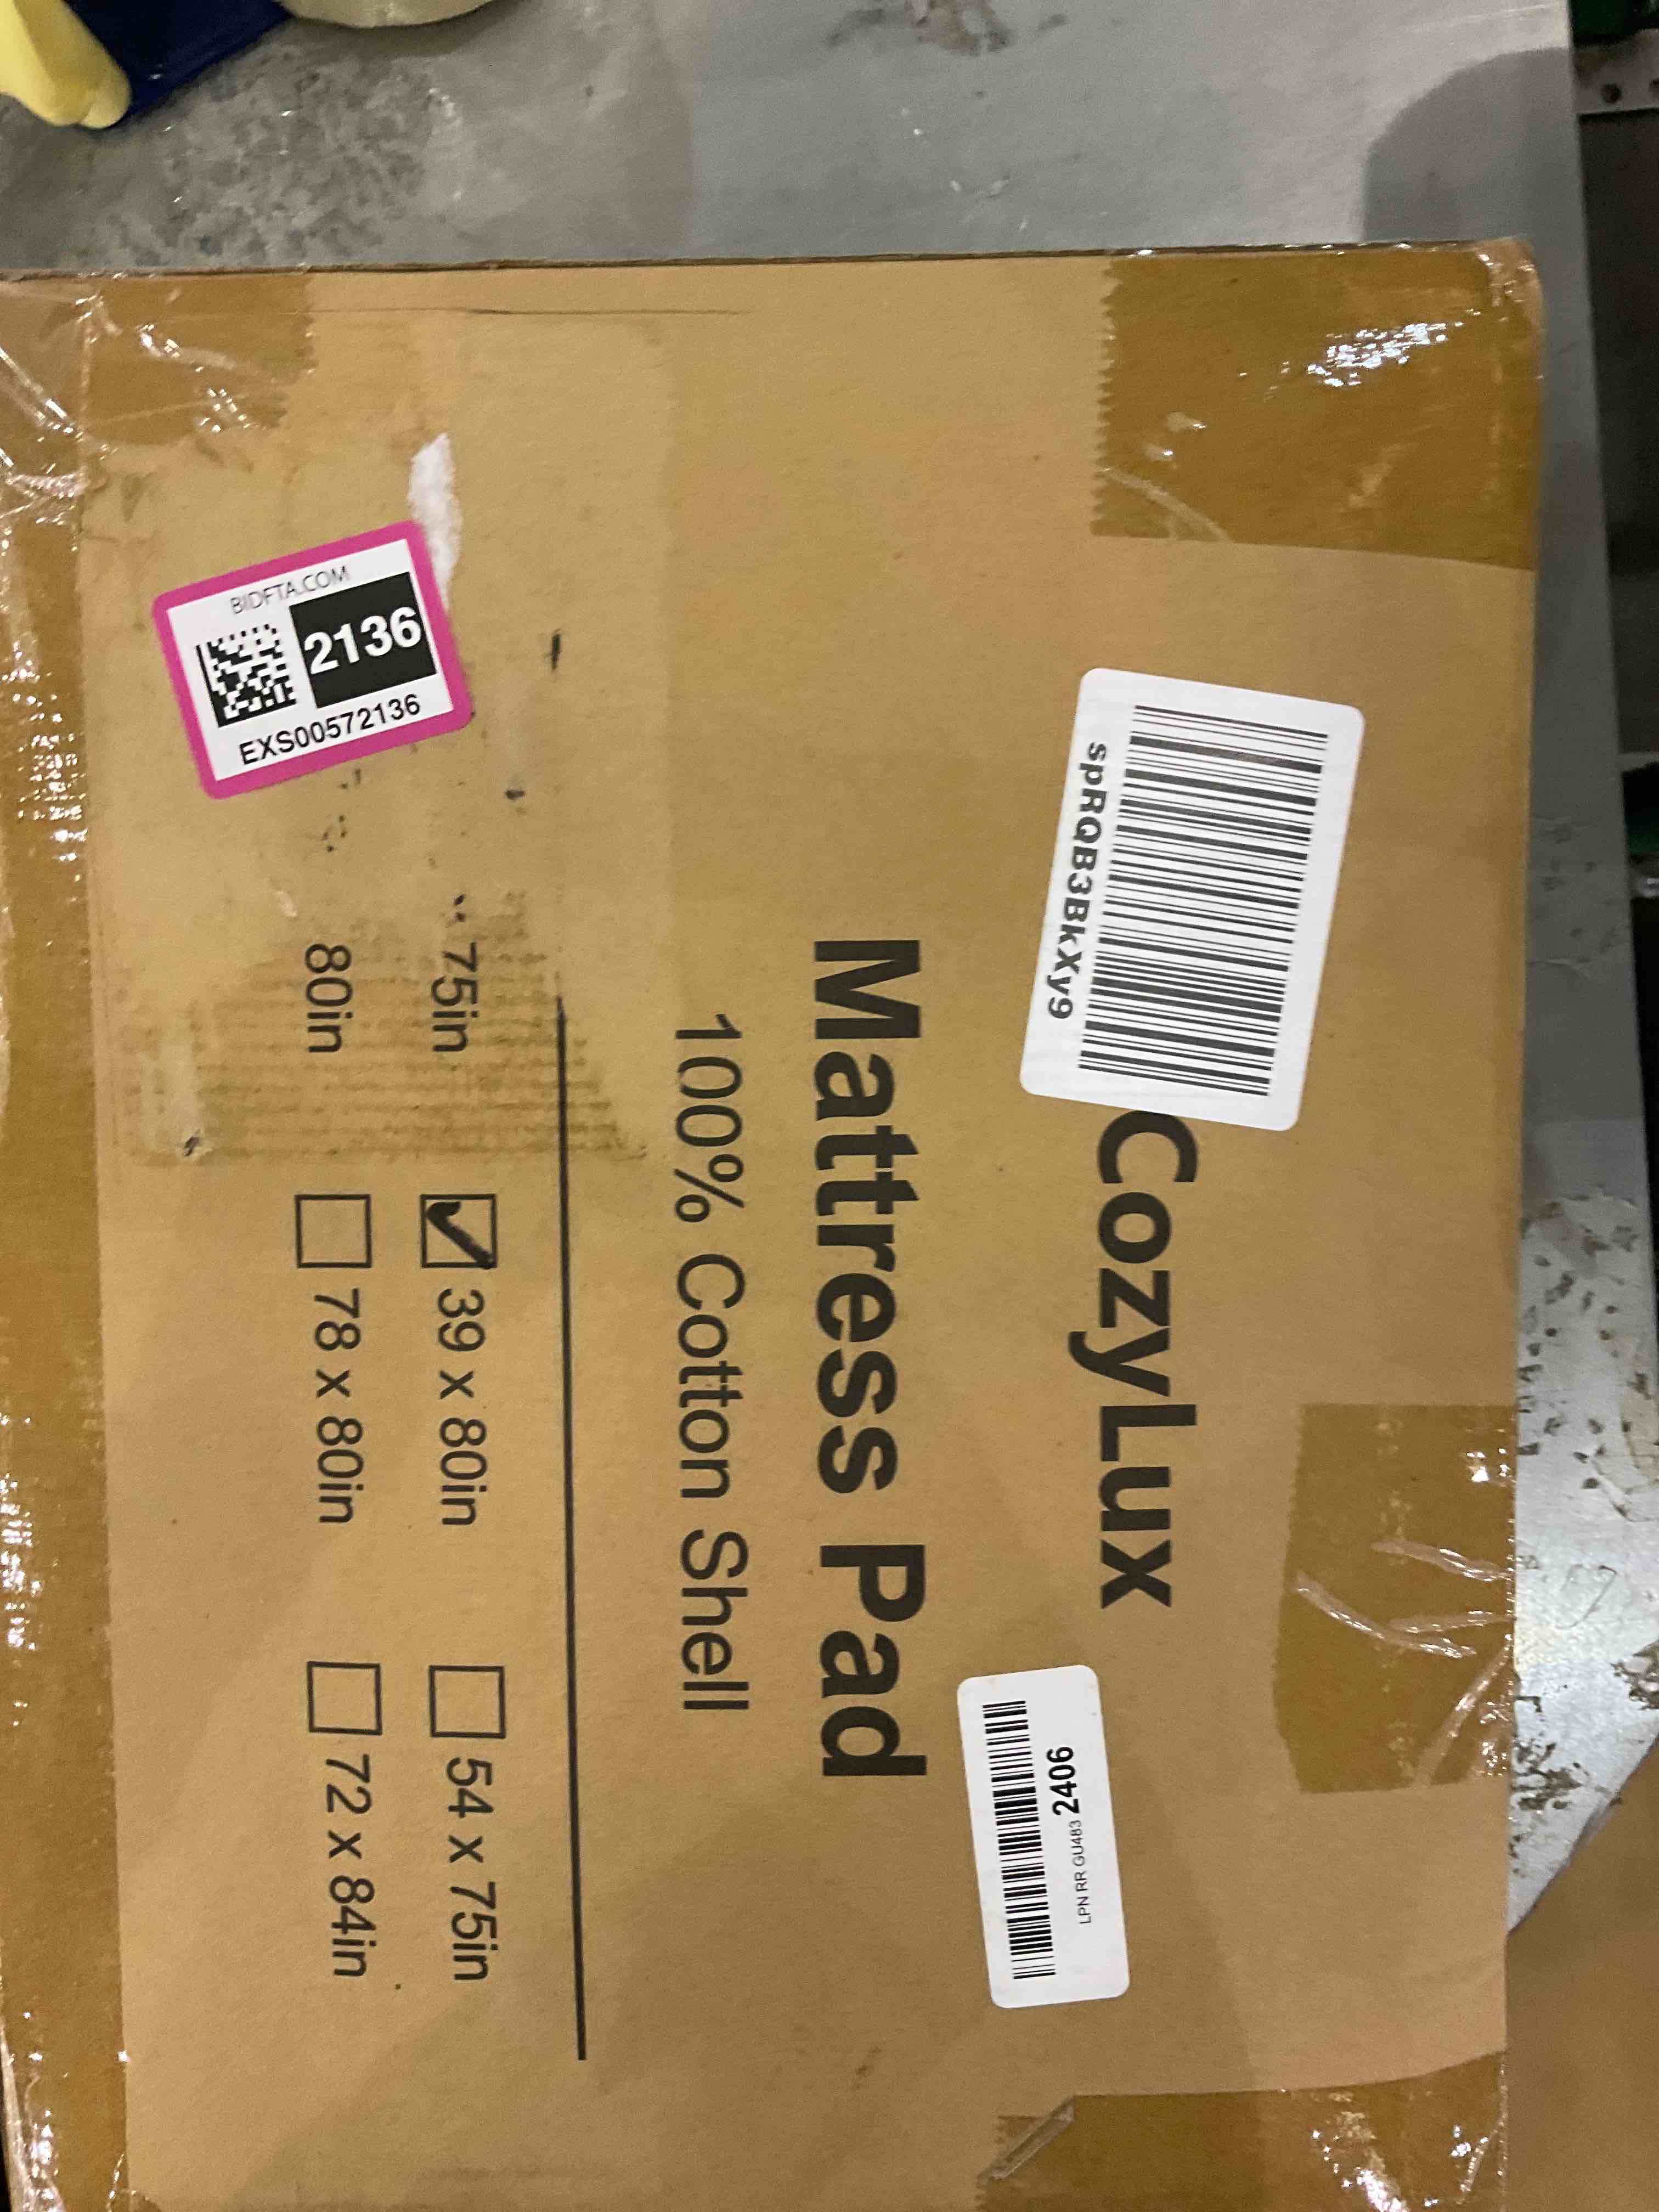 CozyLux
Mattress Pad
100% Cotton Shell
75in
39 x 80in
54 x 75in
80in
78 x 80in
72 x 84in
spRQB3BkXy9
LPN RR GU483 2406
BIDFTA.COM
2136
EXS00572136